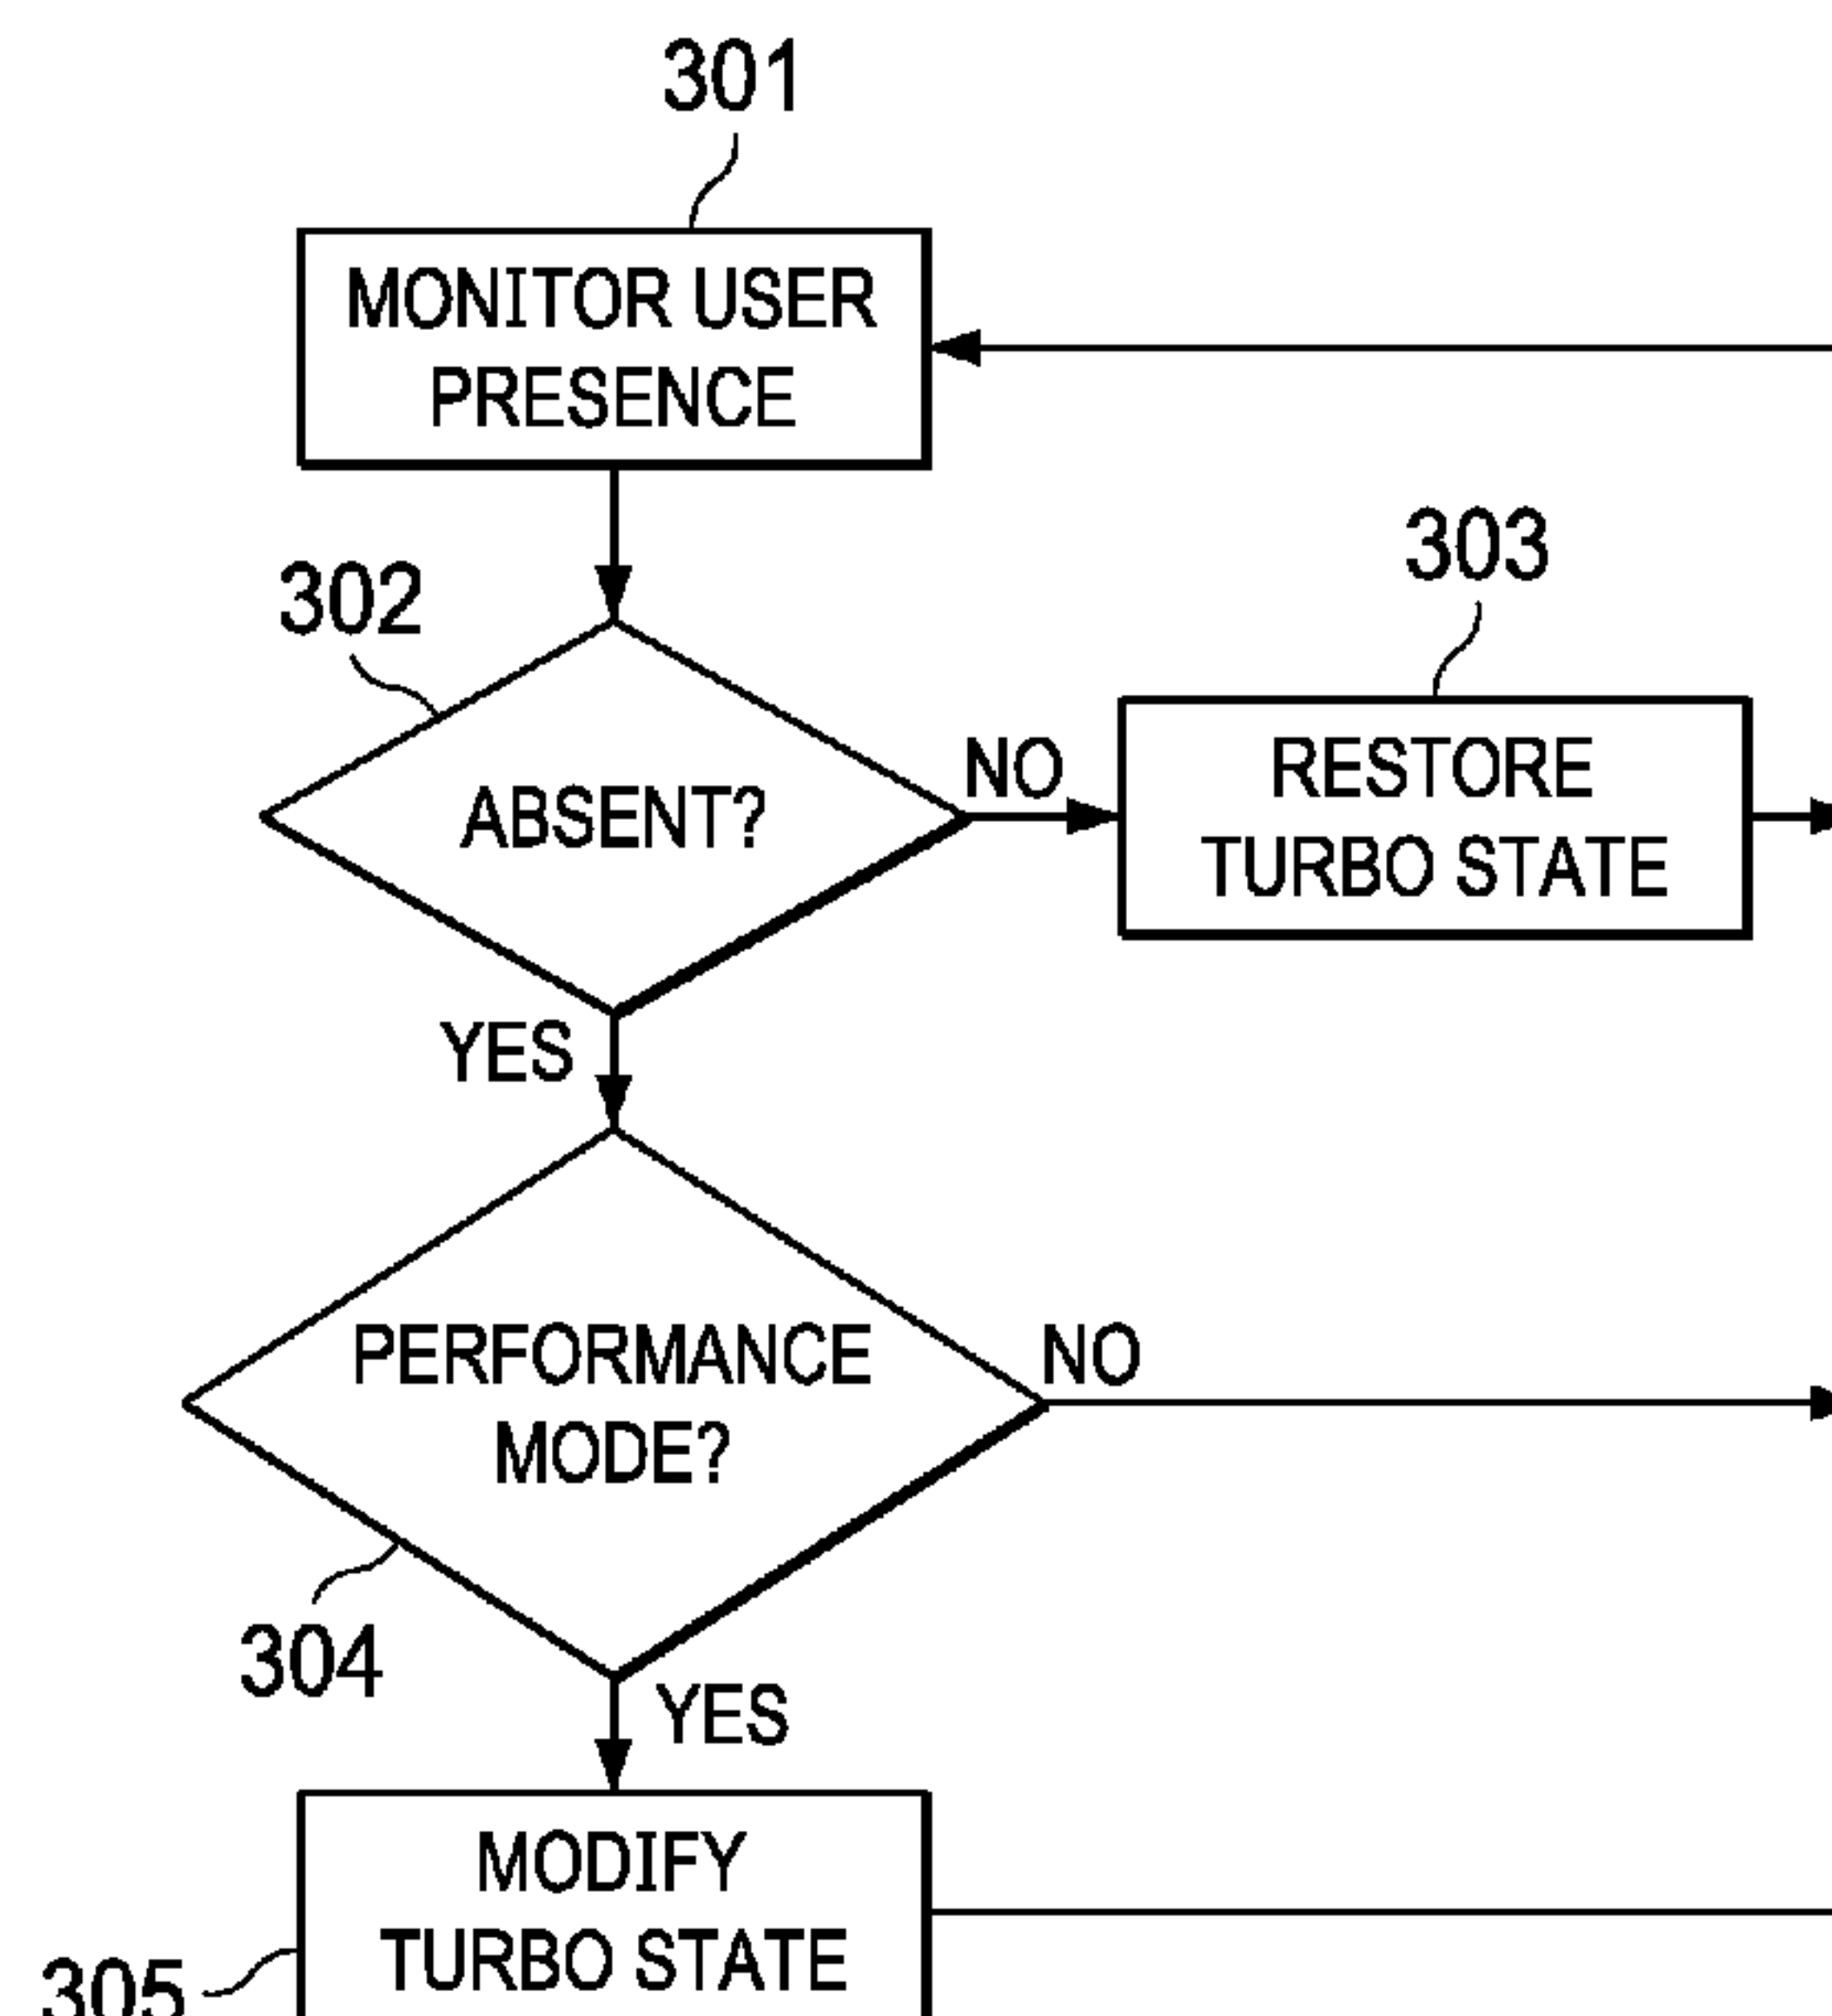 301
MONITOR USER
PRESENCE
302
ABSENT?
NO
303
RESTORE
TURBO STATE
YES
PERFORMANCE
MODE?
NO
304
YES
MODIFY
TURBO STATE
305